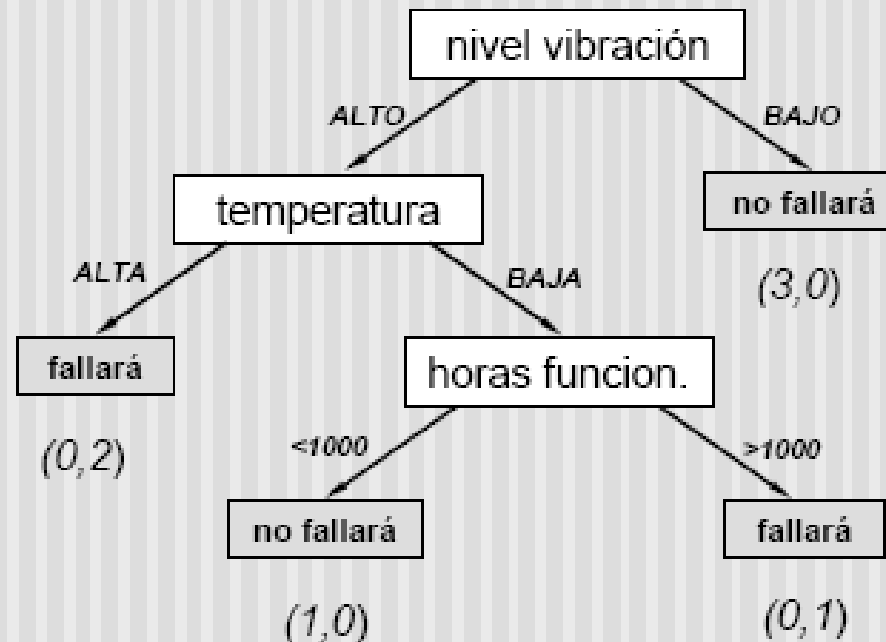 nivel vibración
ALTO
BAJO
temperatura
no fallará
ALTA
BAJA
(3,0)
fallará
horas funcion.
(0,2)
<1000
>1000
no fallará
fallará
(1,0)
(0,1)